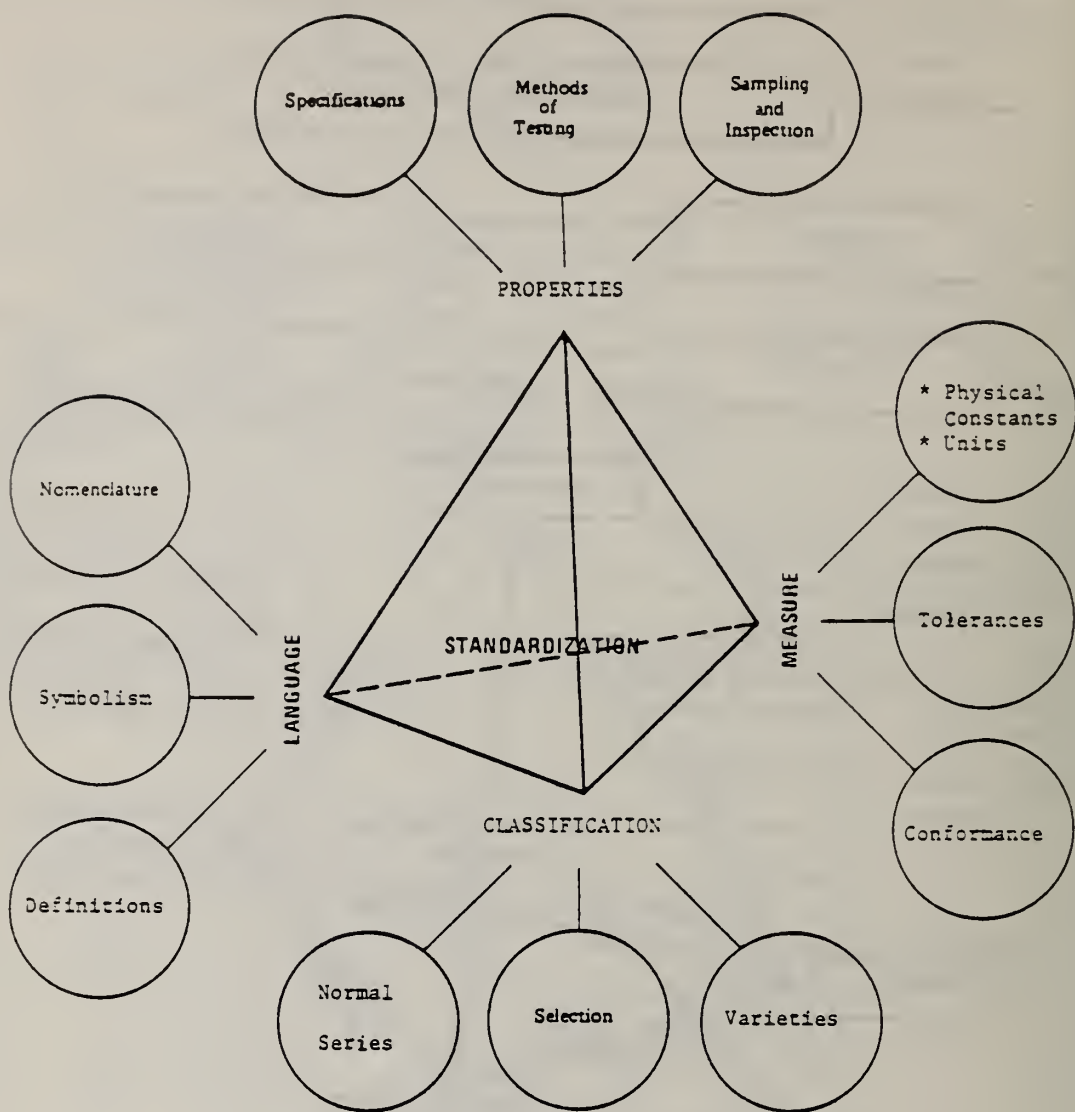 Specifications
Methods
of
Testing
Sampling
and
Inspection
PROPERTIES
* Physical
Constants
* Units
Nomenclature
Tolerances
MEASURE
STANDARDIZATION
LANGUAGE
Symbolism
CLASSIFICATION
Conformance
Definitions
Normal
Series
Selection
Varieties